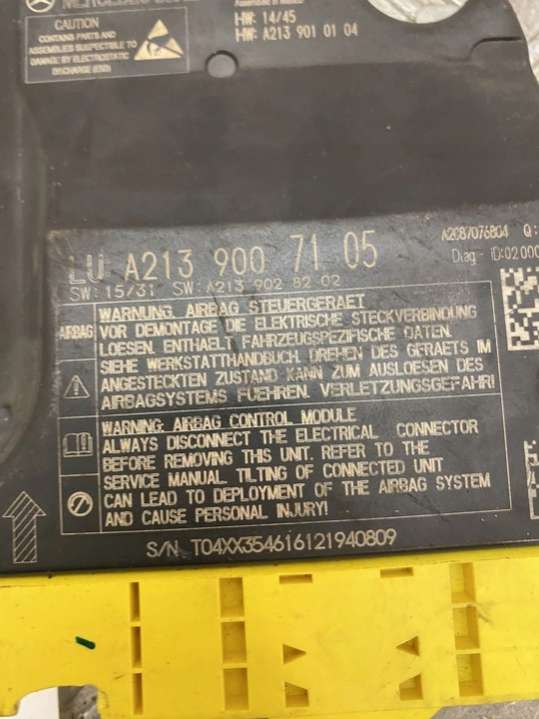 MERCEDES
HW: 14/45
HW: A213 901 01 04
CAUTION
CONTAINS PARTS AND
ASSEMBLIES SUSCEPTIBLE TO
DAMAGE BY ELECTROSTATIC
DISCHARGE (ESD)
A2C87076804 Q:
LU A213 900 71 05
Diag - ID:02000
SW: 15/31 SW: A213 902 82 02
WARNUNG. AIRBAG STEUERGERAET
AIRBAG VOR DEMONTAGE DIE ELEKTRISCHE STECKVERBINDUNG
LOESEN. ENTHAELT FAHRZEUGSPEZIFISCHE DATEN.
SIEHE WERKSTATTHANDBUCH. DREHEN DES GERAETS IM
ANGESTECKTEN ZUSTAND KANN ZUM AUSLOESEN DES
AIRBAGSYSTEMS FUEHREN. VERLETZUNGSGEFAHR!
WARNING: AIRBAG CONTROL MODULE
ALWAYS DISCONNECT THE ELECTRICAL CONNECTOR
BEFORE REMOVING THIS UNIT. REFER TO THE
SERVICE MANUAL TILTING OF CONNECTED UNIT
CAN LEAD TO DEPLOYMENT OF THE AIRBAG SYSTEM
AND CAUSE PERSONAL INJURY!
S/N T04XX354616121940809